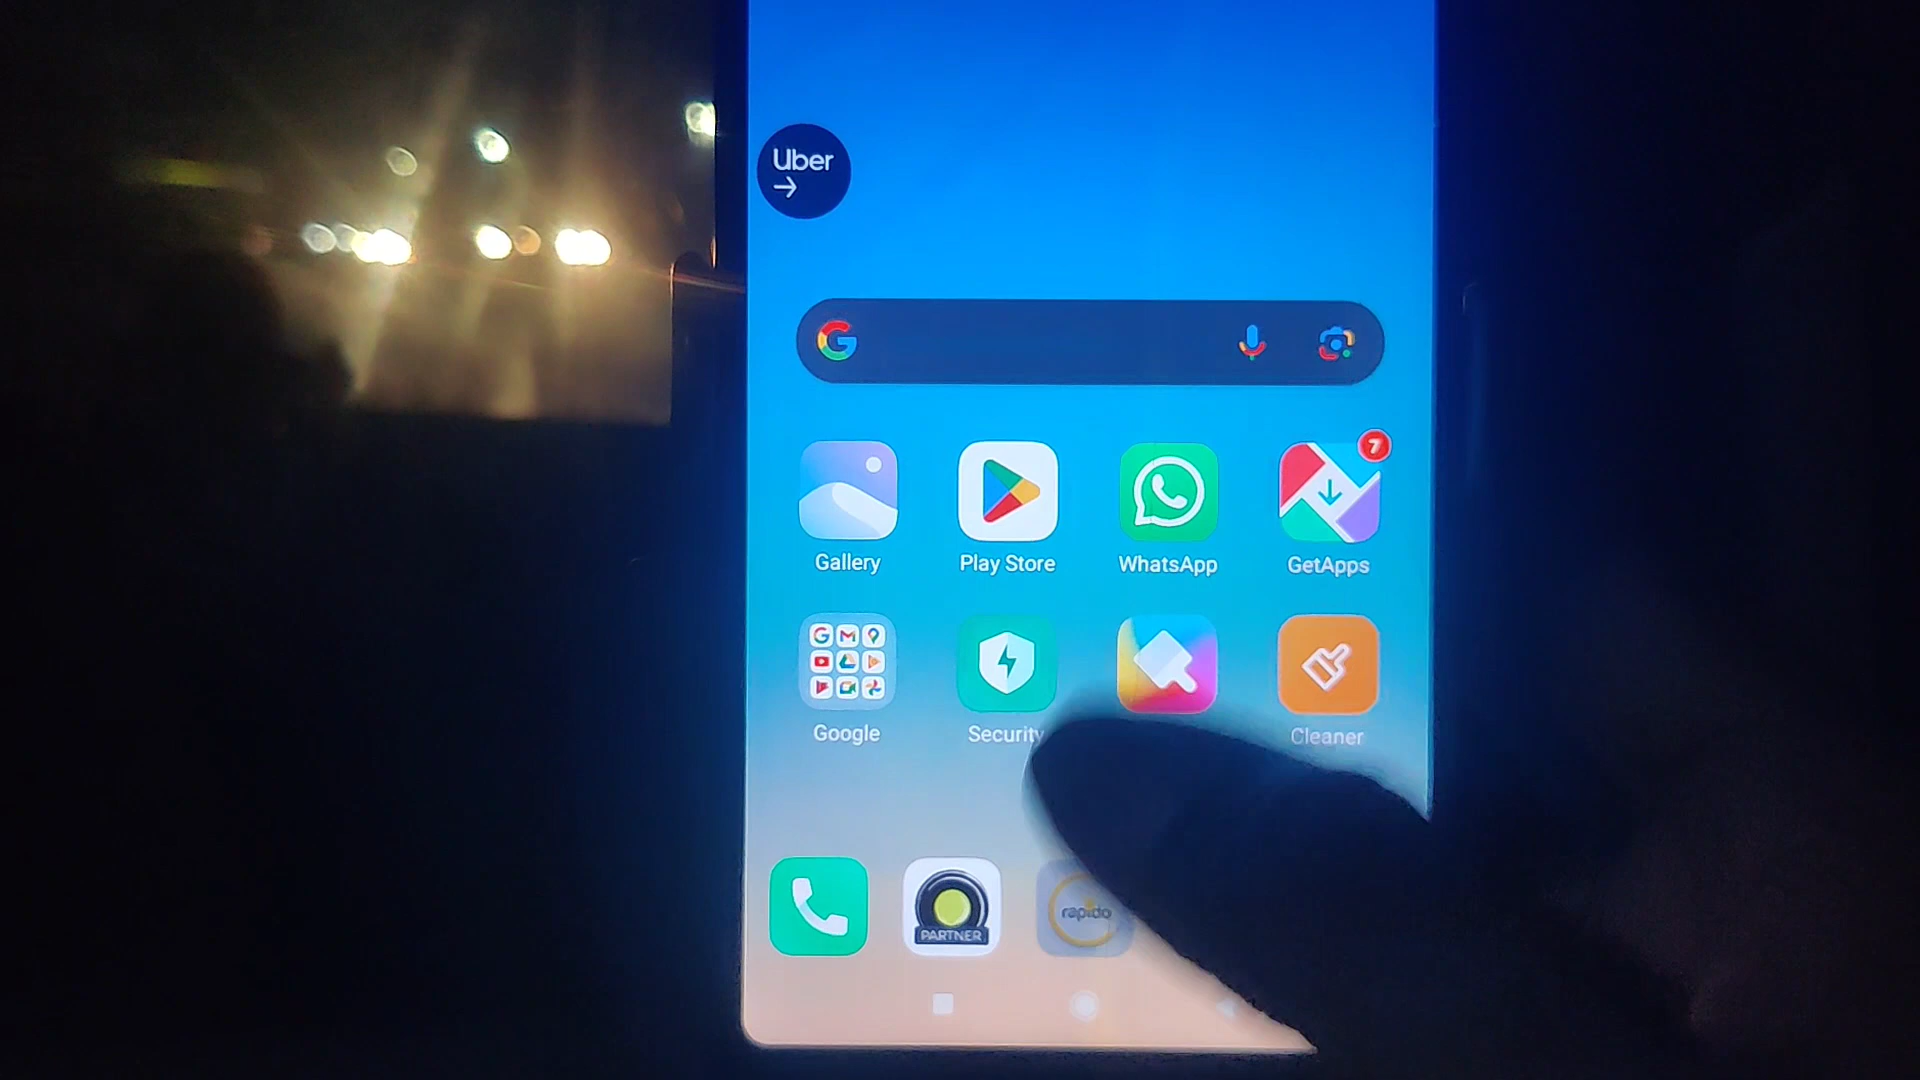 Uber
7
Gallery
Play Store
WhatsApp
GetApps
Google
Security
Cleaner
PARTNER
rapido